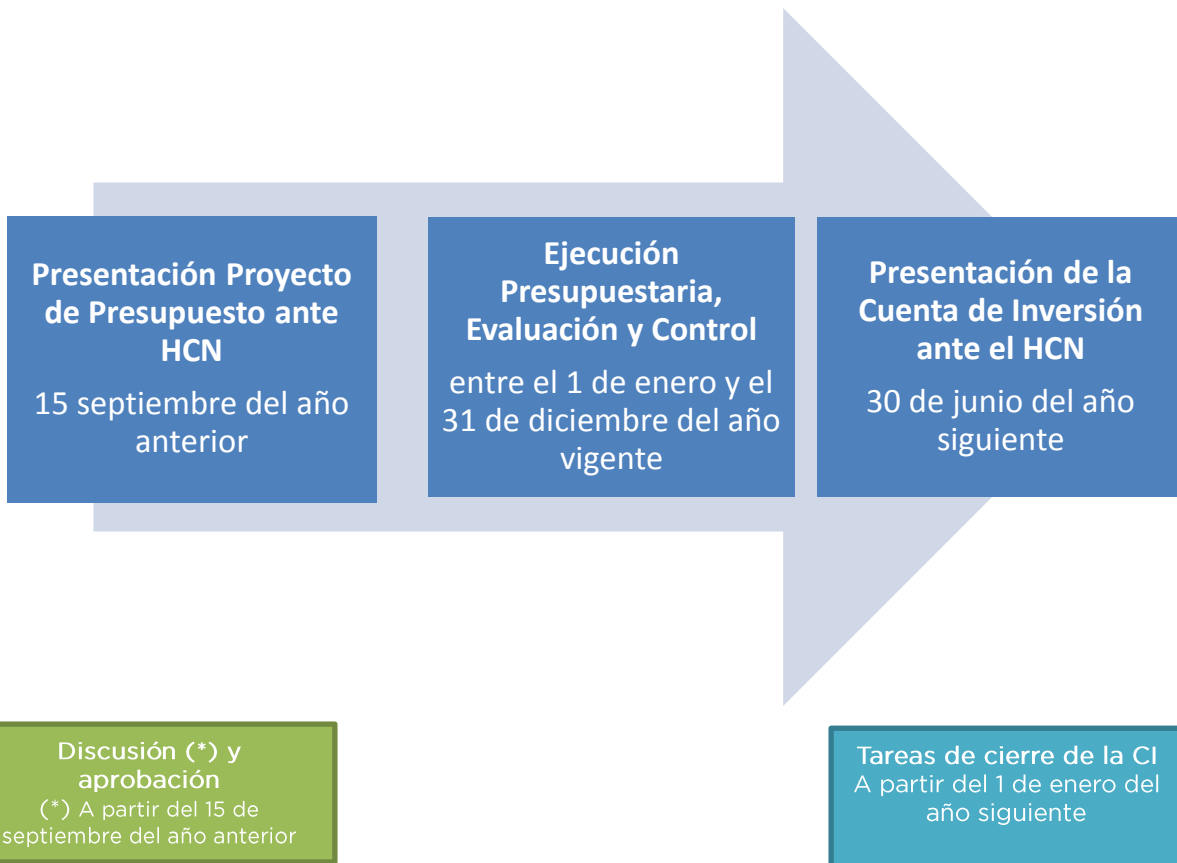 Presentación Proyecto
de Presupuesto ante
HCN
15 septiembre del año
anterior
Ejecución
Presupuestaria,
Evaluación y Control
entre el 1 de enero y el
31 de diciembre del año
vigente
Presentación de la
Cuenta de Inversión
ante el HCN
30 de junio del año
siguiente
Discusión (*) y
aprobación
(*) A partir del 15 de
septiembre del año anterior
Tareas de cierre de la CI
A partir del 1 de enero del
año siguiente